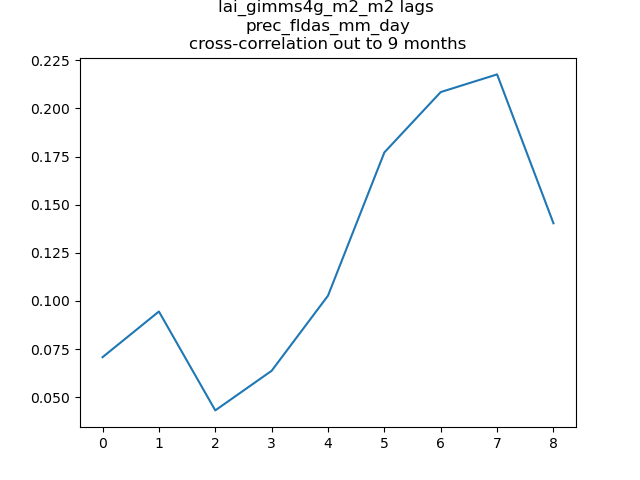 lai_gimms4g_m2_m2 lags
prec_fldas_mm_day
cross-correlation out to 9 months
0.225
0.200
0.175
0.150
0.125
0.100
0.075
0.050
0 1 2 3 4 5 6 7 8